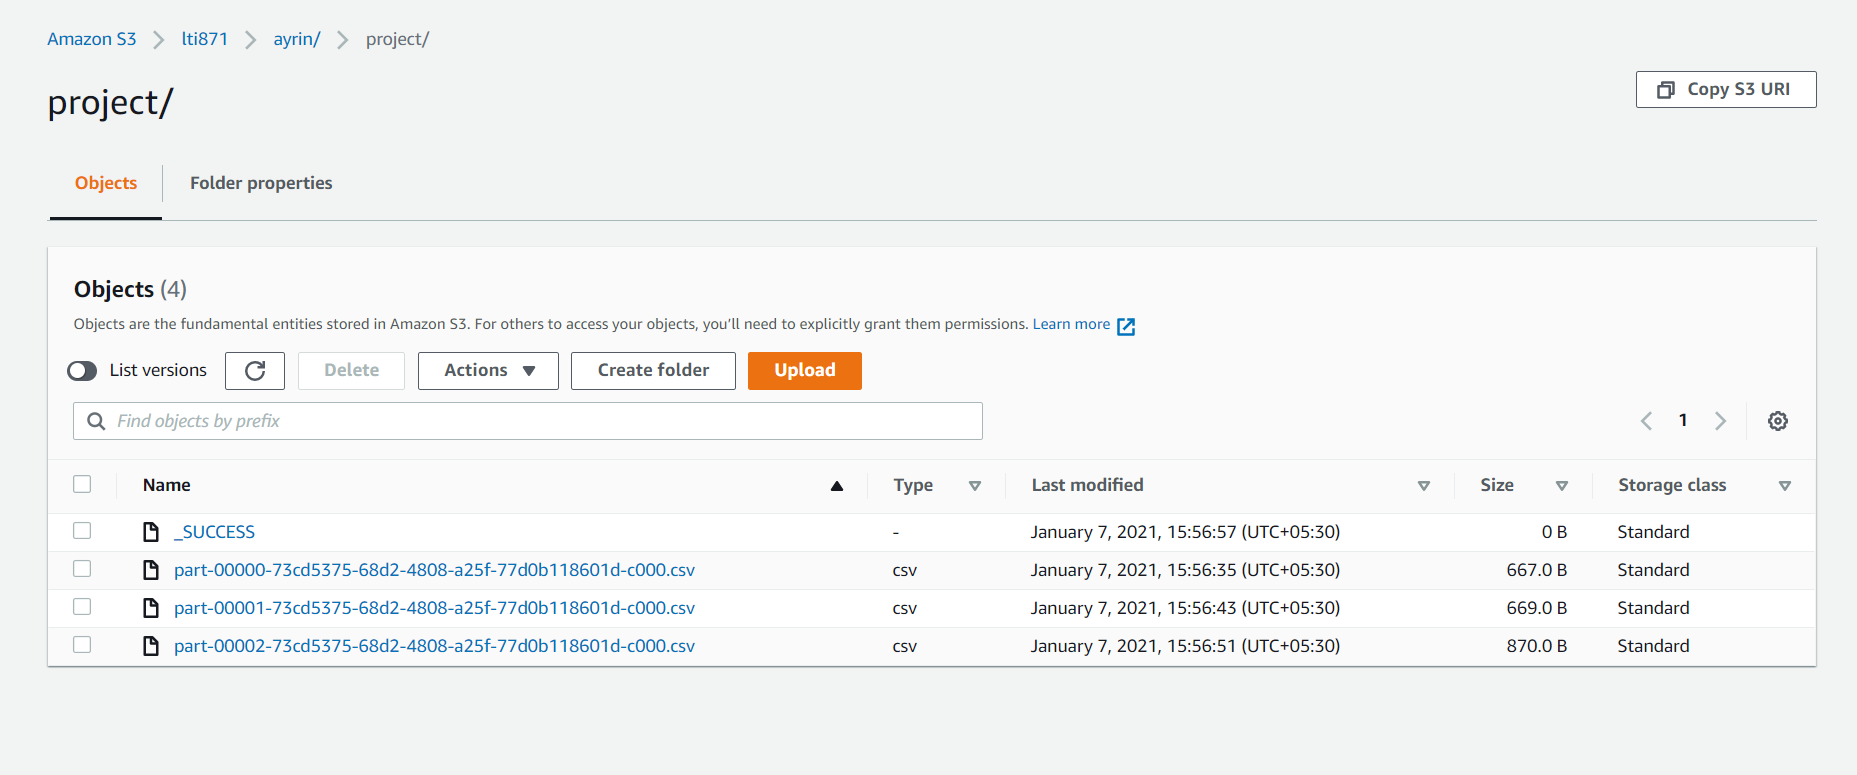 Amazon S3 > lti871 > ayrin/ > project/
project/
Copy S3 URI
Objects Folder properties
Objects (4)
Objects are the fundamental entities stored in Amazon S3. For others to access your objects, you'll need to explicitly grant them permissions. Learn more
List versions Delete Actions Create folder Upload
Find objects by prefix 1
Name Type Last modified Size Storage class
_SUCCESS - January 7, 2021, 15:56:57 (UTC+05:30) 0 B Standard
part-00000-73cd5375-68d2-4808-a25f-77d0b118601d-c000.csv csv January 7, 2021, 15:56:35 (UTC+05:30) 667.0 B Standard
part-00001-73cd5375-68d2-4808-a25f-77d0b118601d-c000.csv csv January 7, 2021, 15:56:43 (UTC+05:30) 669.0 B Standard
part-00002-73cd5375-68d2-4808-a25f-77d0b118601d-c000.csv csv January 7, 2021, 15:56:51 (UTC+05:30) 870.0 B Standard